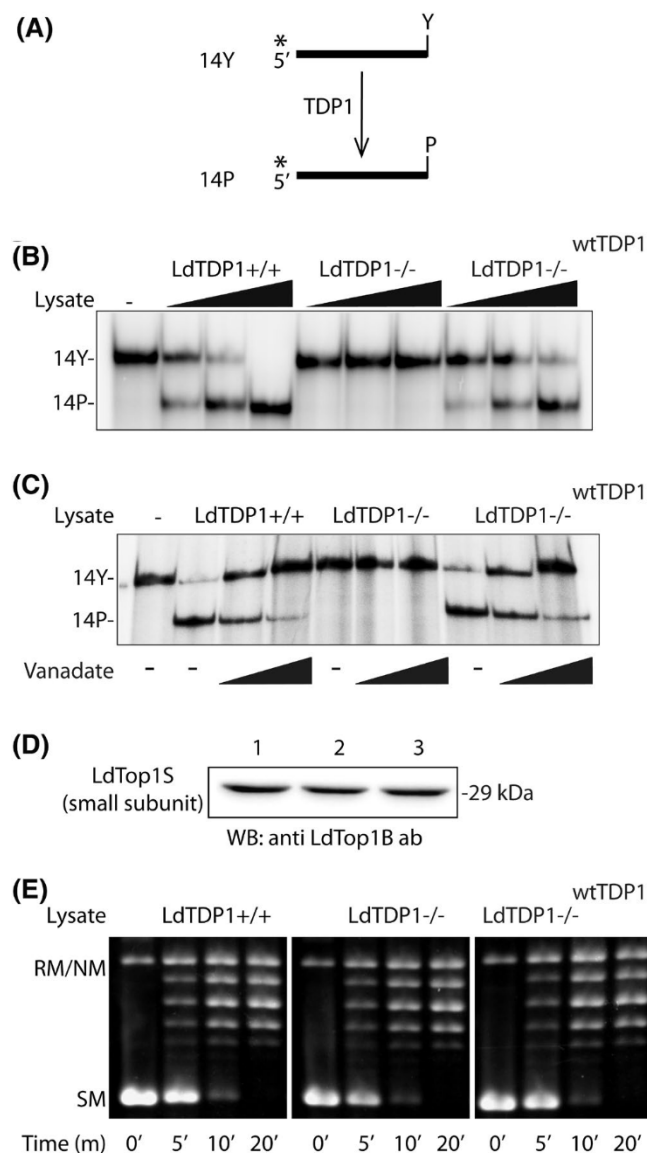 (A)
Y
14Y
*
5'
TDP1
P
14P
*
5'
wtTDP1
(B)
LdTDP1+/+ LdTDP1-/- LdTDP1-/-
Lysate -
14Y-
14P-
(C)
wtTDP1
Lysate - LdTDP1+/+ LdTDP1-/- LdTDP1-/-
14Y-
14P-
Vanadate - - - -
(D)
1 2 3
LdTop1S
(small subunit)
-29 kDa
WB: anti LdTop1B ab
(E)
wtTDP1
Lysate LdTDP1+/+ LdTDP1-/- LdTDP1-/-
RM/NM
SM
Time (m) 0' 5' 10' 20' 0' 5' 10' 20' 0' 5' 10' 20'